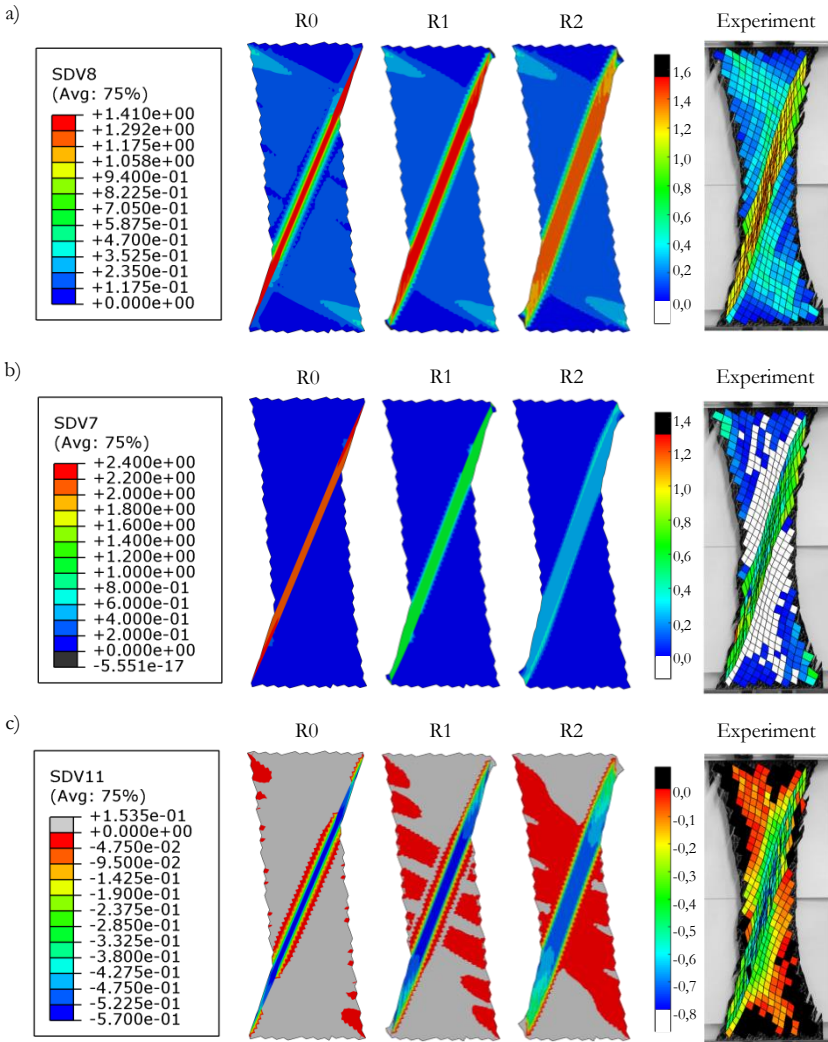 a)
R0
R1
R2
Experiment
SDV8
(Avg: 75%)
+1.410e+00
+1.292e+00
+1.175e+00
+1.058e+00
+9.400e-01
+8.225e-01
+7.050e-01
+5.875e-01
+4.700e-01
+3.525e-01
+2.350e-01
+1.175e-01
+0.000e+00
1,6
1,4
1,2
1,0
0,8
0,6
0,4
0,2
0,0
b)
R0
R1
R2
Experiment
SDV7
(Avg: 75%)
+2.400e+00
+2.200e+00
+2.000e+00
+1.800e+00
+1.600e+00
+1.400e+00
+1.200e+00
+1.000e+00
+8.000e-01
+6.000e-01
+4.000e-01
+2.000e-01
+0.000e+00
-5.551e-17
1,4
1,2
1,0
0,8
0,6
0,4
0,2
0,0
c)
R0
R1
R2
Experiment
SDV11
(Avg: 75%)
+1.535e-01
+0.000e+00
-4.750e-02
-9.500e-02
-1.425e-01
-1.900e-01
-2.375e-01
-2.850e-01
-3.325e-01
-3.800e-01
-4.275e-01
-4.750e-01
-5.225e-01
-5.700e-01
0,0
-0,1
-0,2
-0,3
-0,4
-0,5
-0,6
-0,7
-0,8